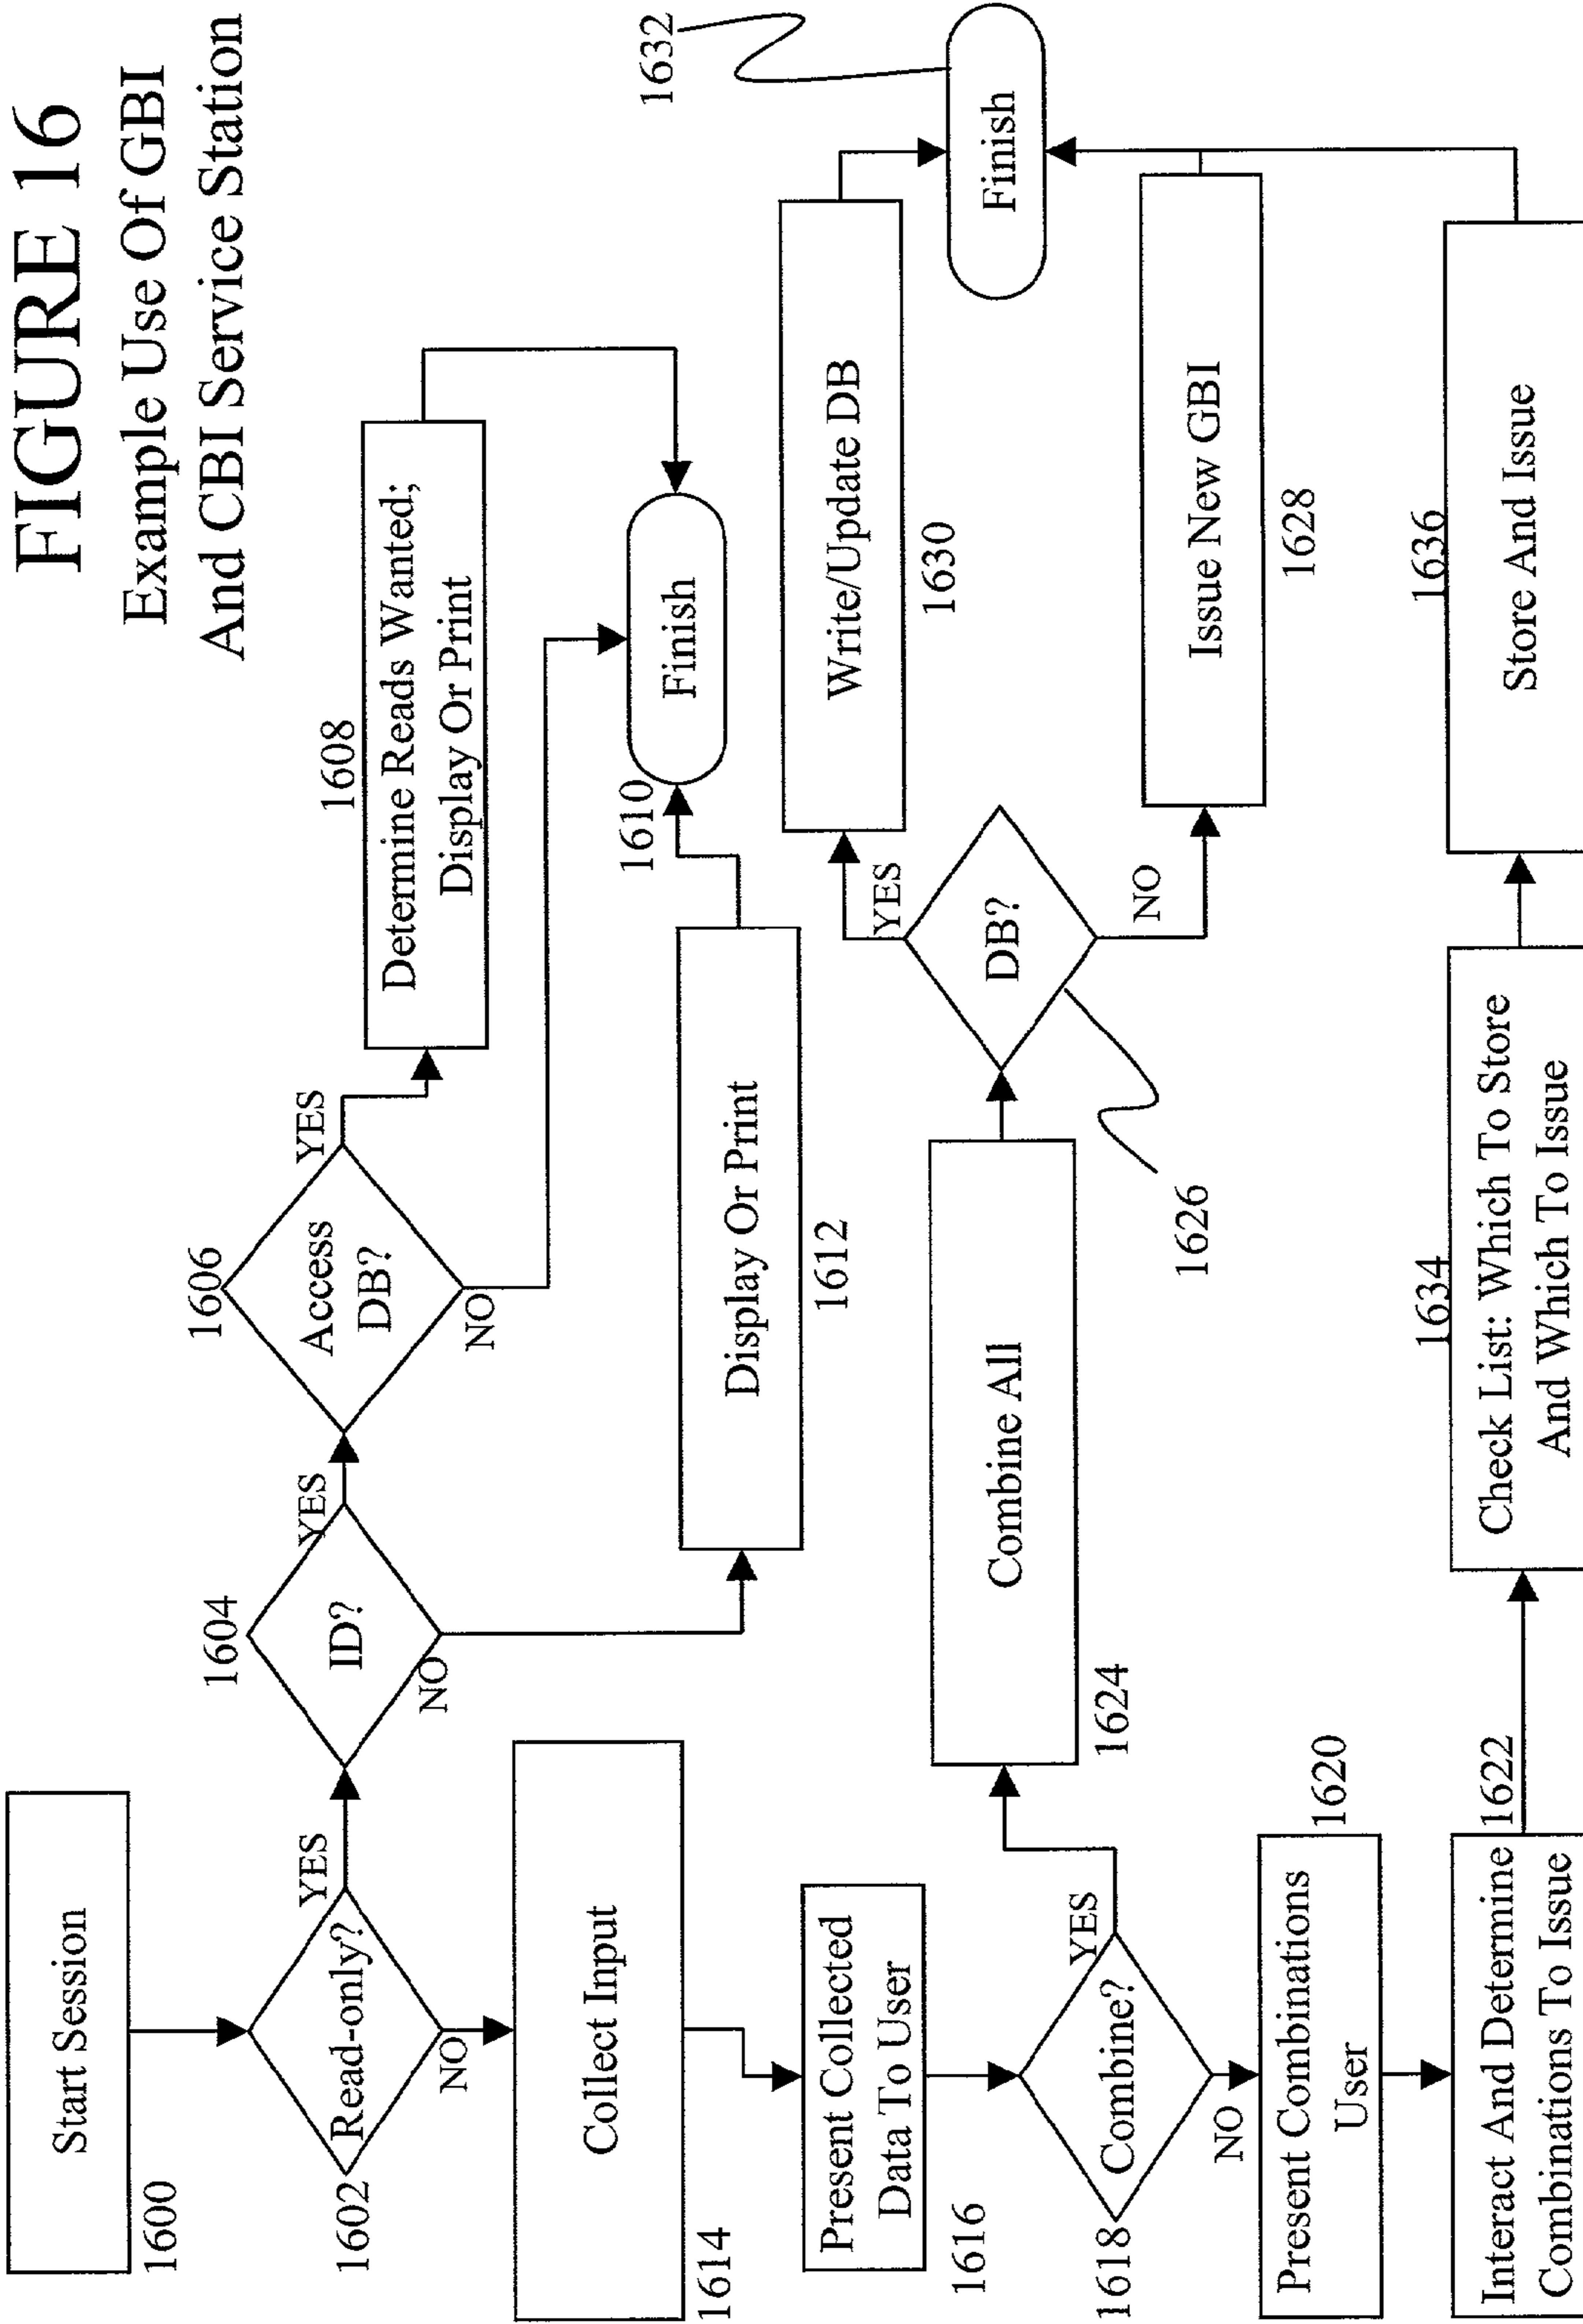 FIGURE 16
Example Use Of GBI
And CBI Service Station
Start Session
1600
1602
Read-only?
YES
NO
1604
ID?
YES
NO
1606
Access
DB?
YES
NO
1608
Determine Reads Wanted;
Display Or Print
1610
Finish
Display Or Print
1612
Collect Input
1614
Present Collected
Data To User
1616
1618
Combine?
YES
NO
Combine All
1624
DB?
1626
YES
NO
Write/Update DB
1630
Issue New GBI
1628
1632
Finish
Present Combinations
User
1620
Interact And Determine
Combinations To Issue
1622
1634
Check List: Which To Store
And Which To Issue
1636
Store And Issue